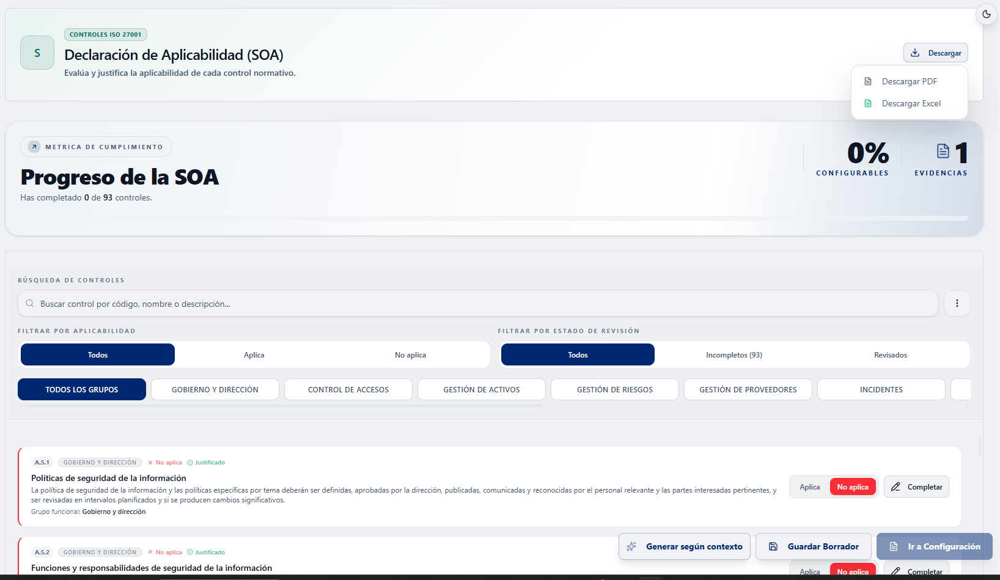 CONTROLES ISO 27001
S
Declaración de Aplicabilidad (SOA)
Evalúa y justifica la aplicabilidad de cada control normativo.
Descargar
Descargar PDF
Descargar Excel
METRICA DE CUMPLIMIENTO
Progreso de la SOA
Has completado 0 de 93 controles.
0%
CONFIGURABLES
1
EVIDENCIAS
BÚSQUEDA DE CONTROLES
Buscar control por código, nombre o descripción...
FILTRAR POR APLICABILIDAD
Todos
Aplica
No aplica
FILTRAR POR ESTADO DE REVISIÓN
Todos
Incompletos (93)
Revisados
TODOS LOS GRUPOS
GOBIERNO Y DIRECCIÓN
CONTROL DE ACCESOS
GESTIÓN DE ACTIVOS
GESTIÓN DE RIESGOS
GESTIÓN DE PROVEEDORES
INCIDENTES
A.5.1 GOBIERNO Y DIRECCIÓN No aplica Justificado
Políticas de seguridad de la información
La política de seguridad de la información y las políticas específicas por tema deberán ser definidas, aprobadas por la dirección, publicadas, comunicadas y reconocidas por el personal relevante y las partes interesadas pertinentes, y
ser revisadas en intervalos planificados y si se producen cambios significativos.
Grupo funcional: Gobierno y dirección
Aplica
No aplica
Completar
A.5.2 GOBIERNO Y DIRECCIÓN No aplica Justificado
Funciones y responsabilidades de seguridad de la información
Generar según contexto
Guardar Borrador
Ir a Configuración
Aplica
No aplica
Completar